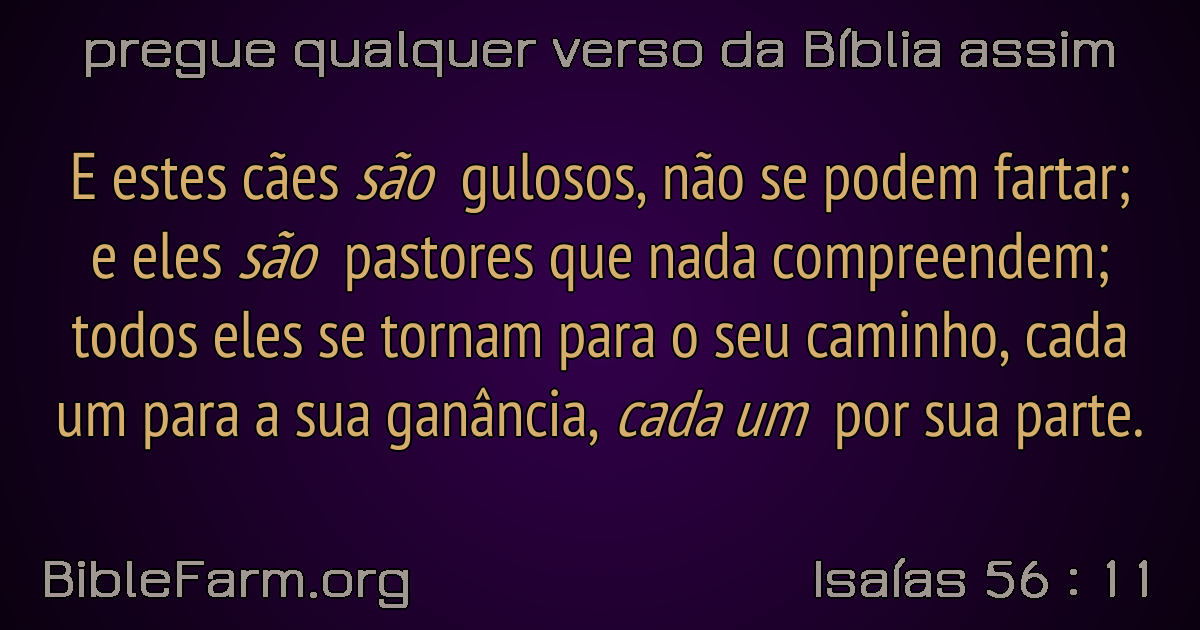 pregue qualquer verso da Bíblia assim
E estes cães são gulosos, não se podem fartar;
e eles são pastores que nada compreendem;
todos eles se tornam para o seu caminho, cada
um para a sua ganância, cada um por sua parte.
BibleFarm.org
Isaías 56 : 11